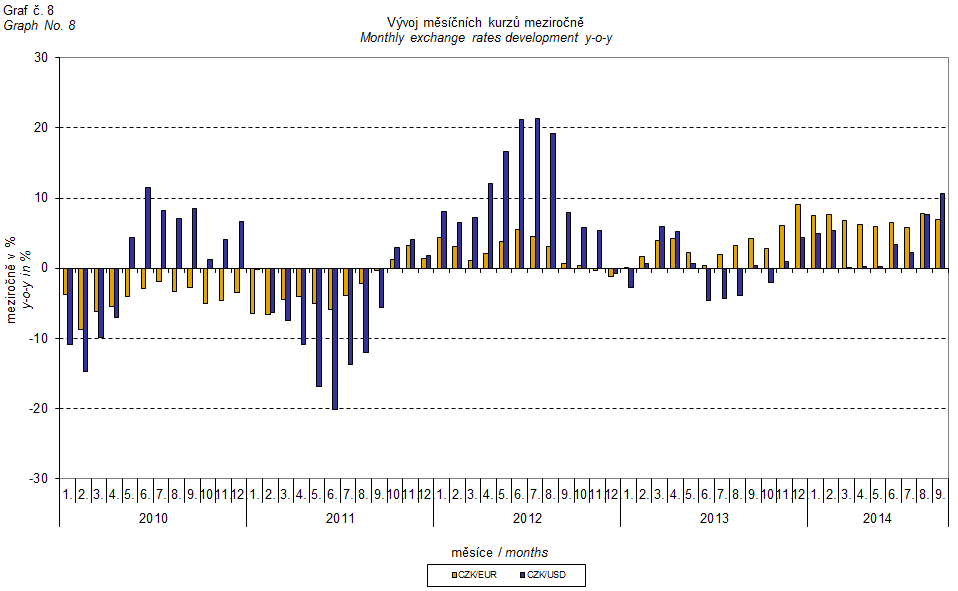 Graf č. 8
Graph No. 8
Vývoj měsíčních kurzů meziročně
Monthly exchange rates development y-o-y
30
20
10
0
-10
-20
-30
meziročně v %
y-o-y in %
1. 2. 3. 4. 5. 6. 7. 8. 9. 10 11 12 1. 2. 3. 4. 5. 6. 7. 8. 9. 10 11 12 1. 2. 3. 4. 5. 6. 7. 8. 9. 10 11 12 1. 2. 3. 4. 5. 6. 7. 8. 9. 10 11 12 1. 2. 3. 4. 5. 6. 7. 8. 9.
2010 2011 2012 2013 2014
měsíce / months
CZK/EUR CZK/USD